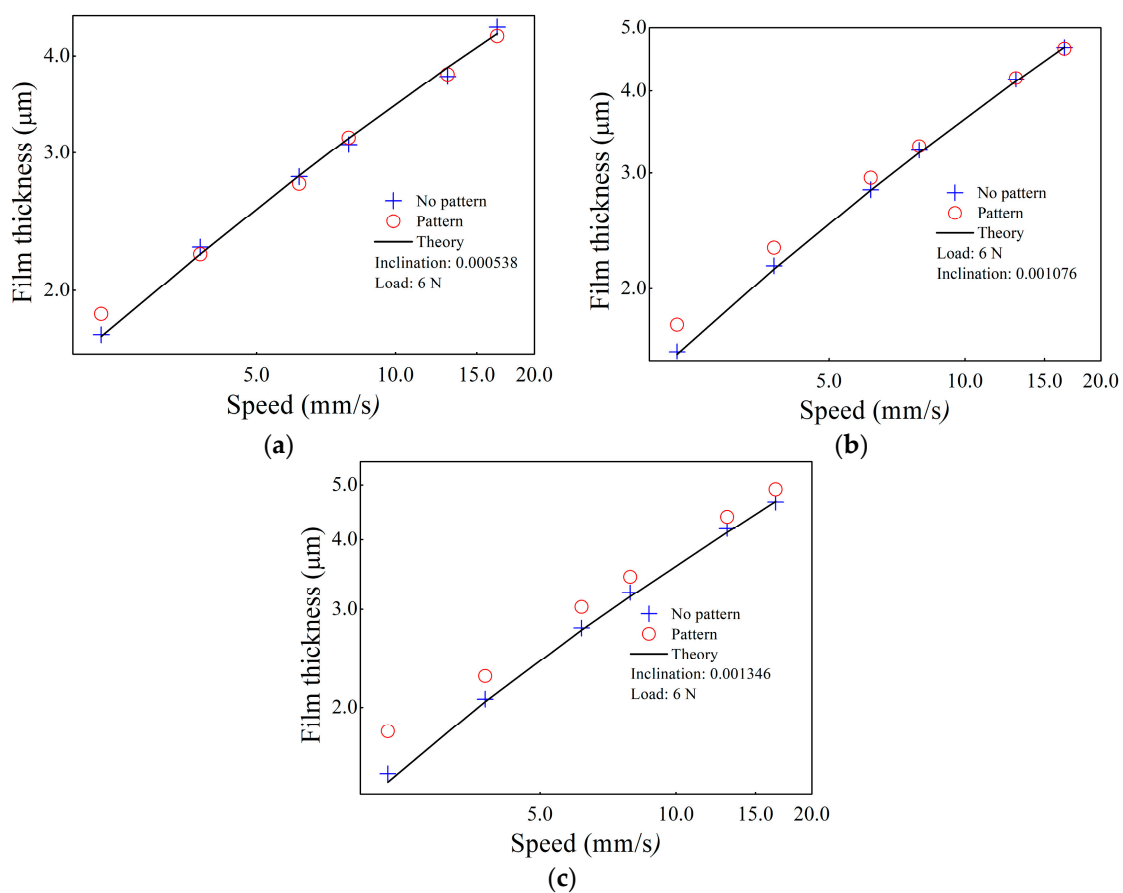 4.0
3.0
2.0
Film thickness (μm)
No pattern
Pattern
Theory
Inclination: 0.000538
Load: 6 N
5.0 10.0 15.0 20.0
Speed (mm/s)
(a)
5.0
4.0
3.0
2.0
Film thickness (μm)
No pattern
Pattern
Theory
Load: 6 N
Inclination: 0.001076
5.0 10.0 15.0 20.0
Speed (mm/s)
(b)
5.0
4.0
3.0
2.0
Film thickness (μm)
No pattern
Pattern
Theory
Inclination: 0.001346
Load: 6 N
5.0 10.0 15.0 20.0
Speed (mm/s)
(c)